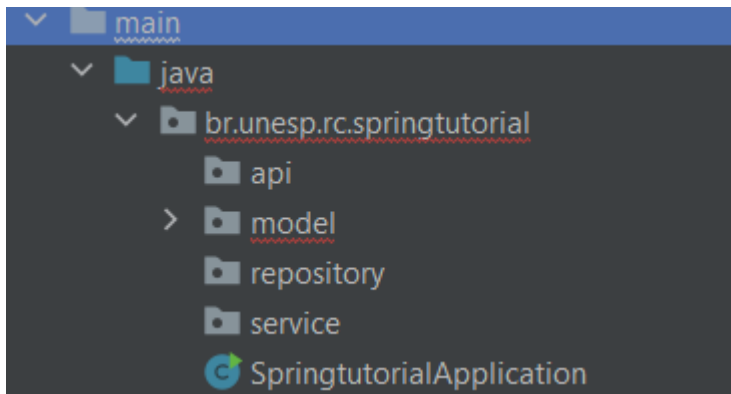 main
java
br.unesp.rc.springtutorial
api
model
repository
service
SpringtutorialApplication